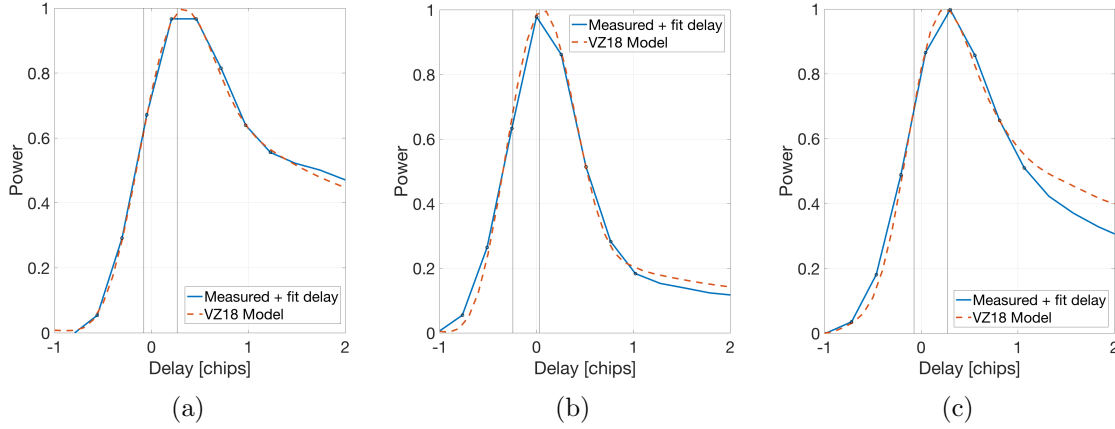 1
0.8
0.6
0.4
0.2
0
Power
-1 0 1 2
Delay [chips]
Measured + fit delay
VZ18 Model
(a)
1
0.8
0.6
0.4
0.2
0
Power
-1 0 1 2
Delay [chips]
Measured + fit delay
VZ18 Model
(b)
1
0.8
0.6
0.4
0.2
0
Power
-1 0 1 2
Delay [chips]
Measured + fit delay
VZ18 Model
(c)